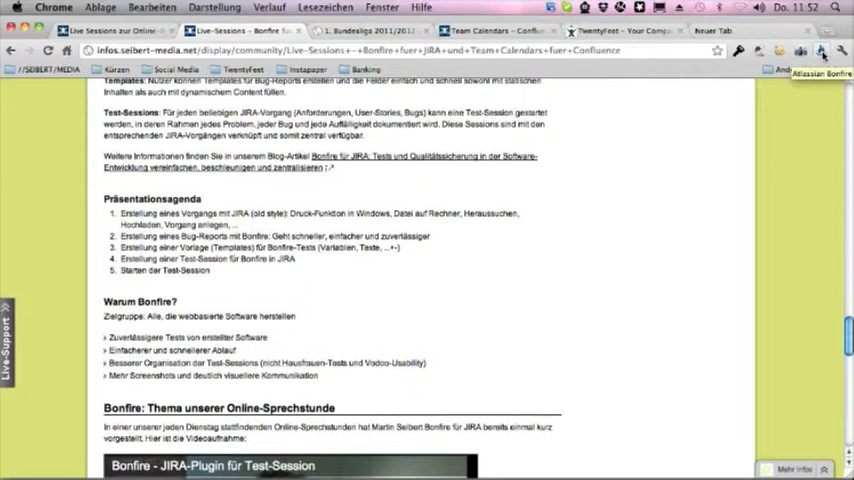 Chrome Ablage Bearbeiten Darstellung Verlauf Lesezeichen Fenster Hilfe Do. 11:52
Live Sessions zur Online- Live-Sessions – Bonfire fu 1. Bundesliga 2011/2012 - Team Calendars – Conflue TwentyFeet - Your Compa Neuer Tab
infos.seibert-media.net/display/community/Live-Sessions+-+Bonfire+fuer+JIRA+und+Team+Calendars+fuer+Confluence
//SEIBERT/MEDIA Kürzen Social Media TwentyFeet Instapaper Banking
Atlassian Bonfire
Templates: Nutzer können Templates für Bug-Reports erstellen und die Felder einfach und schnell sowohl mit statischen
Inhalten als auch mit dynamischem Content füllen.
Test-Sessions: Für jeden beliebigen JIRA-Vorgang (Anforderungen, User-Stories, Bugs) kann eine Test-Session gestartet
werden, in deren Rahmen jedes Problem, jeder Bug und jede Auffälligkeit dokumentiert wird. Diese Sessions sind mit den
entsprechenden JIRA-Vorgängen verknüpft und somit zentral verfügbar.
Weitere Informationen finden Sie in unserem Blog-Artikel Bonfire für JIRA: Tests und Qualitätssicherung in der Software-
Entwicklung vereinfachen, beschleunigen und zentralisieren
Präsentationsagenda
1. Erstellung eines Vorgangs mit JIRA (old style): Druck-Funktion in Windows, Datei auf Rechner, Heraussuchen,
Hochladen, Vorgang anlegen, ...
2. Erstellung eines Bug-Reports mit Bonfire: Geht schneller, einfacher und zuverlässiger
3. Erstellung einer Vorlage (Templates) für Bonfire-Tests (Variablen, Texte, ...+-)
4. Erstellung einer Test-Session für Bonfire in JIRA
5. Starten der Test-Session
Warum Bonfire?
Zielgruppe: Alle, die webbasierte Software herstellen
Zuverlässigere Tests von erstellter Software
Einfacherer und schnellerer Ablauf
Besserer Organisation der Test-Sessions (nicht Hausfrauen-Tests und Vodoo-Usability)
Mehr Screenshots und deutlich visuellere Kommunikation
Live-Support
Bonfire: Thema unserer Online-Sprechstunde
In einer unserer jeden Dienstag stattfindenden Online-Sprechstunden hat Martin Seibert Bonfire für JIRA bereits einmal kurz
vorgestellt. Hier ist die Videoaufnahme:
Bonfire - JIRA-Plugin für Test-Session
Mehr Infos